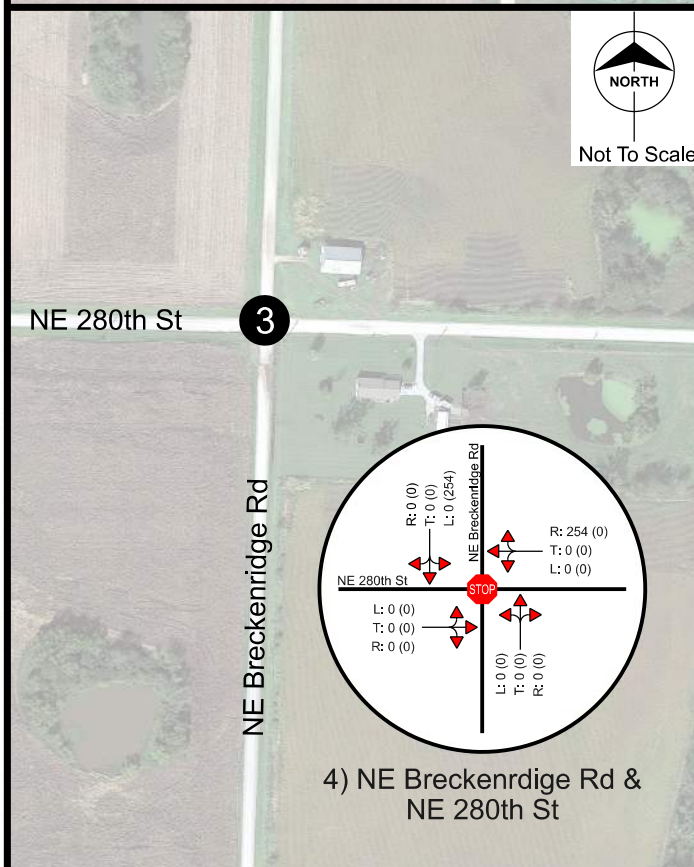 NORTH
Not To Scale
NE 280th St
3
NE Breckenridge Rd
NE Breckenridge Rd
R: 0 (0)
T: 0 (0)
L: 0 (254)
R: 254 (0)
T: 0 (0)
L: 0 (0)
NE 280th St
STOP
L: 0 (0)
T: 0 (0)
R: 0 (0)
L: 0 (0)
T: 0 (0)
R: 0 (0)
4) NE Breckenrdige Rd &
NE 280th St